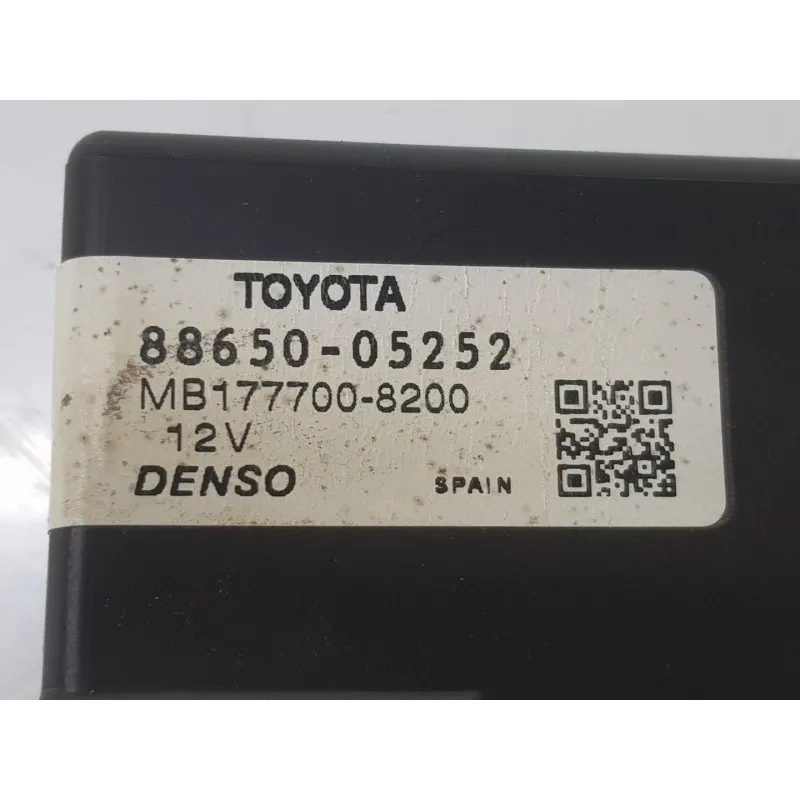 TOYOTA
88650-05252
MB177700-8200
12V
DENSO SPAIN